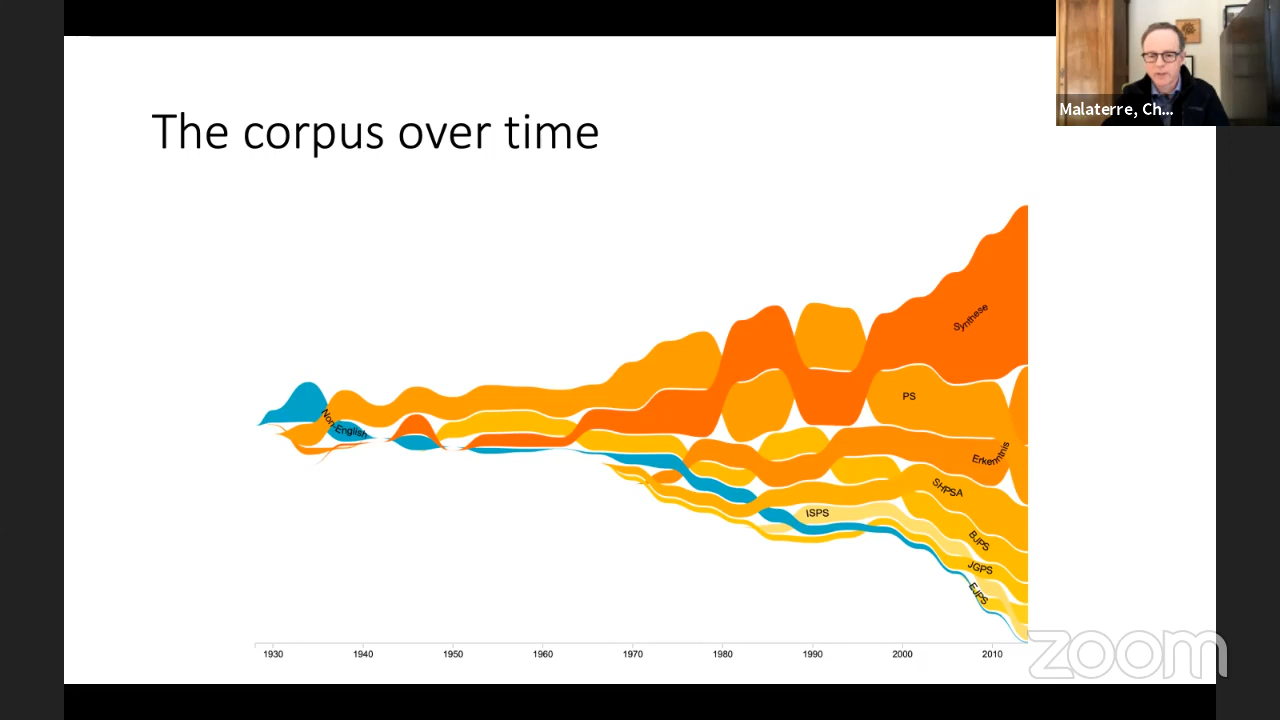 The corpus over time
Malaterre, Ch...
Synthese
PS
Non-English
Erkenntnis
SHPSA
ISPS
BJPS
JGPS
EJPS
1930 1940 1950 1960 1970 1980 1990 2000 2010
zoom